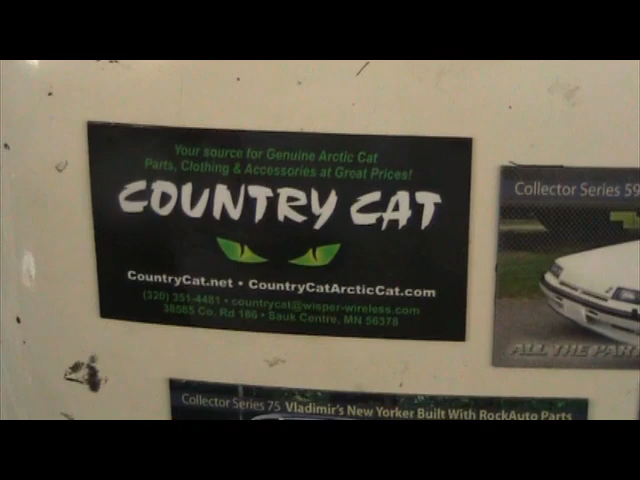 Your source for Genuine Arctic Cat
Parts, Clothing & Accessories at Great Prices!
COUNTRY CAT
CountryCat.net • CountryCatArcticCat.com
(320) 351-4481 • countrycat@wisper-wireless.com
38585 Co. Rd 186 • Sauk Centre, MN 56378
Collector Series 59
ALL THE PAR
Collector Series 75 Vladimir's New Yorker Built With RockAuto Parts